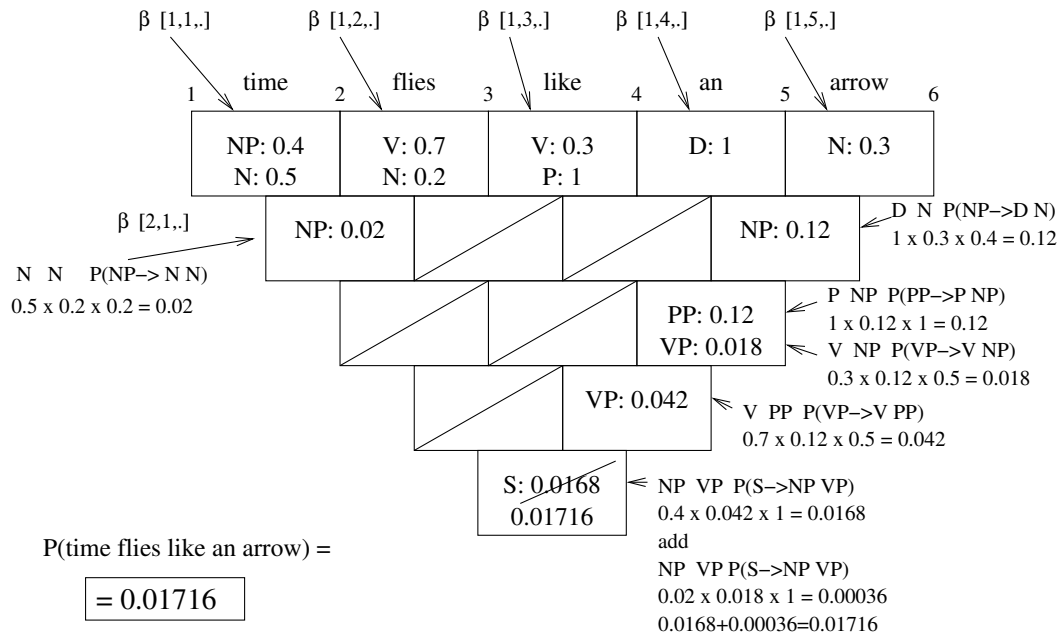 β [1,1,.] β [1,2,.] β [1,3,.] β [1,4,.] β [1,5,.]
time flies like an arrow
1 2 3 4 5 6
NP: 0.4 V: 0.7 V: 0.3 D: 1 N: 0.3
N: 0.5 N: 0.2 P: 1
β [2,1,.]
NP: 0.02 NP: 0.12
D N P(NP->D N)
1 x 0.3 x 0.4 = 0.12
N N P(NP-> N N)
0.5 x 0.2 x 0.2 = 0.02
PP: 0.12
VP: 0.018
P NP P(PP->P NP)
1 x 0.12 x 1 = 0.12
V NP P(VP->V NP)
0.3 x 0.12 x 0.5 = 0.018
VP: 0.042
V PP P(VP->V PP)
0.7 x 0.12 x 0.5 = 0.042
S: 0.0168
0.01716
NP VP P(S->NP VP)
0.4 x 0.042 x 1 = 0.0168
add
NP VP P(S->NP VP)
0.02 x 0.018 x 1 = 0.00036
0.0168+0.00036=0.01716
P(time flies like an arrow) =
= 0.01716